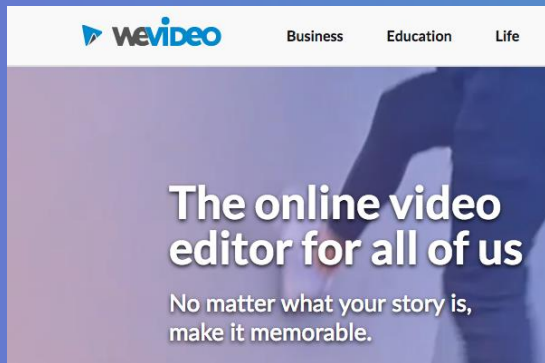 wevideo Business Education Life
The online video
editor for all of us
No matter what your story is,
make it memorable.